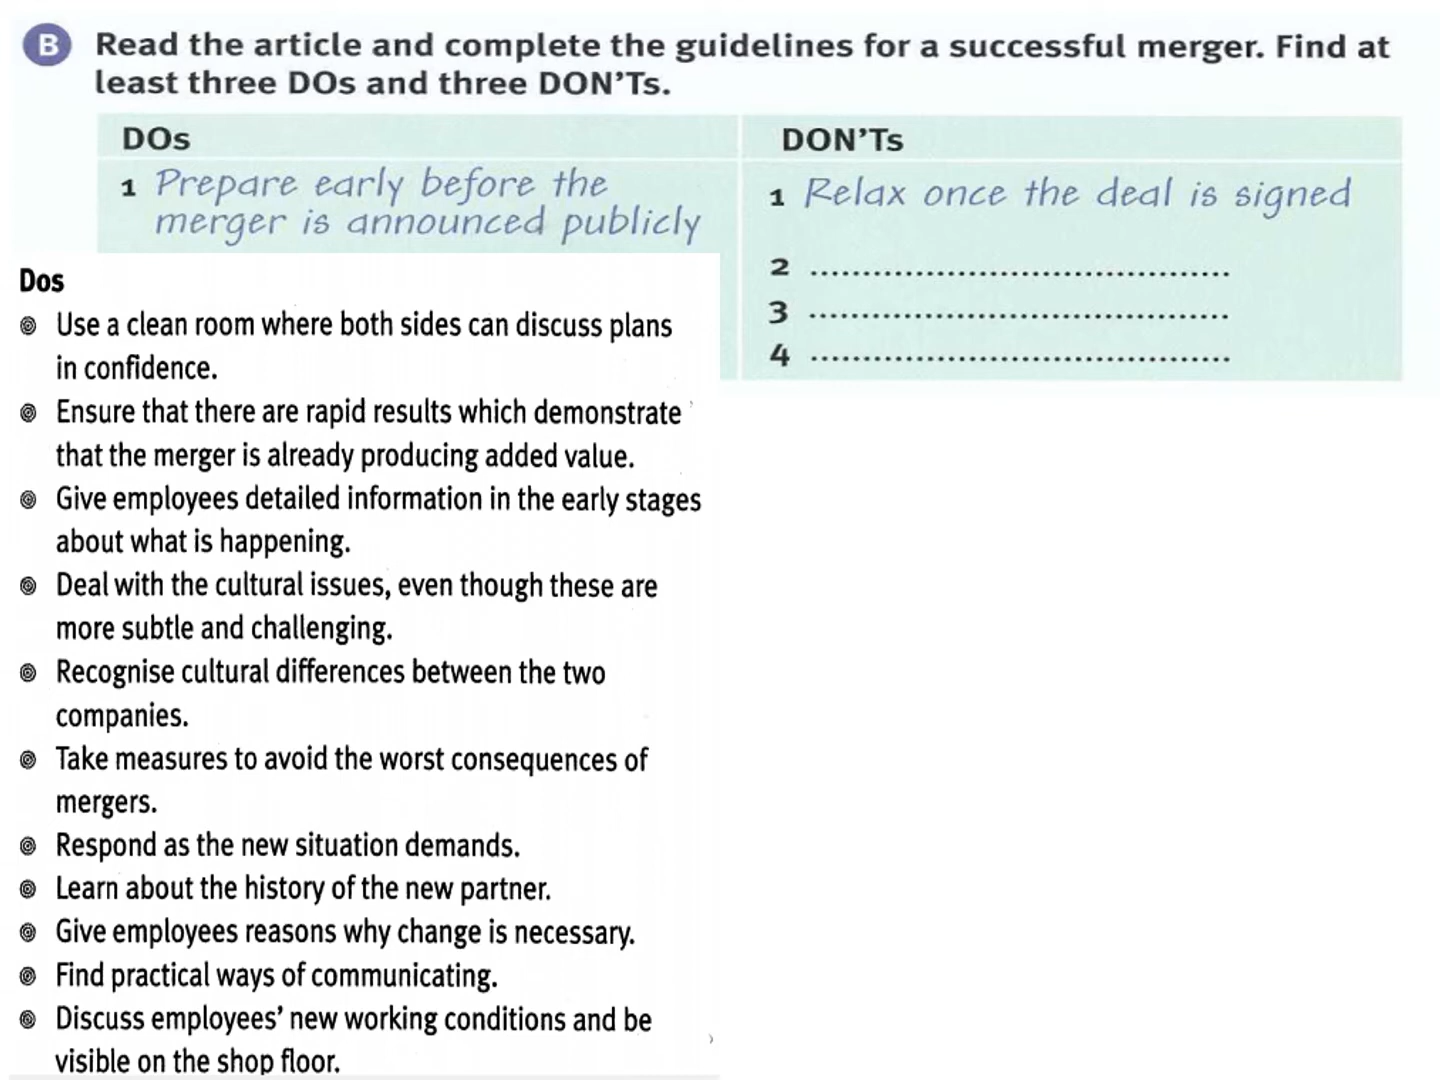 B Read the article and complete the guidelines for a successful merger. Find at
least three DOs and three DON'Ts.
DOs
1 Prepare early before the
merger is announced publicly
DON'Ts
1 Relax once the deal is signed
2 ........................................
3 ........................................
4 ........................................
Dos
Use a clean room where both sides can discuss plans
in confidence.
Ensure that there are rapid results which demonstrate
that the merger is already producing added value.
Give employees detailed information in the early stages
about what is happening.
Deal with the cultural issues, even though these are
more subtle and challenging.
Recognise cultural differences between the two
companies.
Take measures to avoid the worst consequences of
mergers.
Respond as the new situation demands.
Learn about the history of the new partner.
Give employees reasons why change is necessary.
Find practical ways of communicating.
Discuss employees' new working conditions and be
visible on the shop floor.